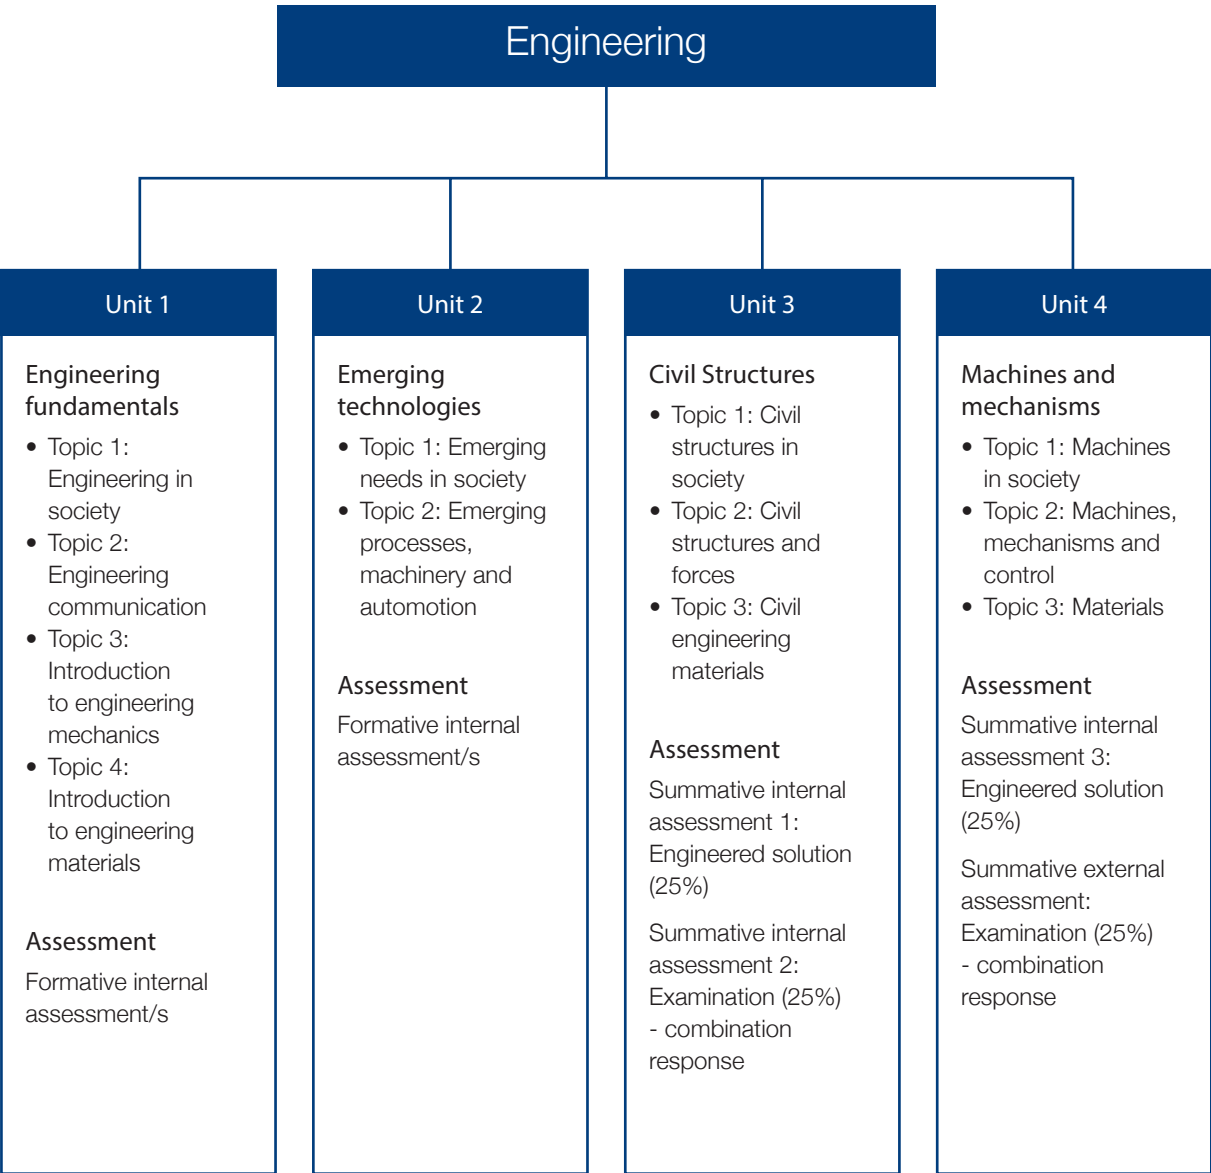 Engineering
Unit 1
Engineering
fundamentals
• Topic 1:
Engineering in
society
• Topic 2:
Engineering
communication
• Topic 3:
Introduction
to engineering
mechanics
• Topic 4:
Introduction
to engineering
materials
Assessment
Formative internal
assessment/s
Unit 2
Emerging
technologies
• Topic 1: Emerging
needs in society
• Topic 2: Emerging
processes,
machinery and
automotion
Assessment
Formative internal
assessment/s
Unit 3
Civil Structures
• Topic 1: Civil
structures in
society
• Topic 2: Civil
structures and
forces
• Topic 3: Civil
engineering
materials
Assessment
Summative internal
assessment 1:
Engineered solution
(25%)
Summative internal
assessment 2:
Examination (25%)
- combination
response
Unit 4
Machines and
mechanisms
• Topic 1: Machines
in society
• Topic 2: Machines,
mechanisms and
control
• Topic 3: Materials
Assessment
Summative internal
assessment 3:
Engineered solution
(25%)
Summative external
assessment:
Examination (25%)
- combination
response